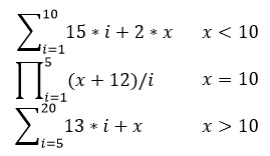 ∑_{i=1}^{10} 15 * i + 2 * x   x < 10
∏_{i=1}^{5} (x + 12)/i   x = 10
∑_{i=5}^{20} 13 * i + x   x > 10